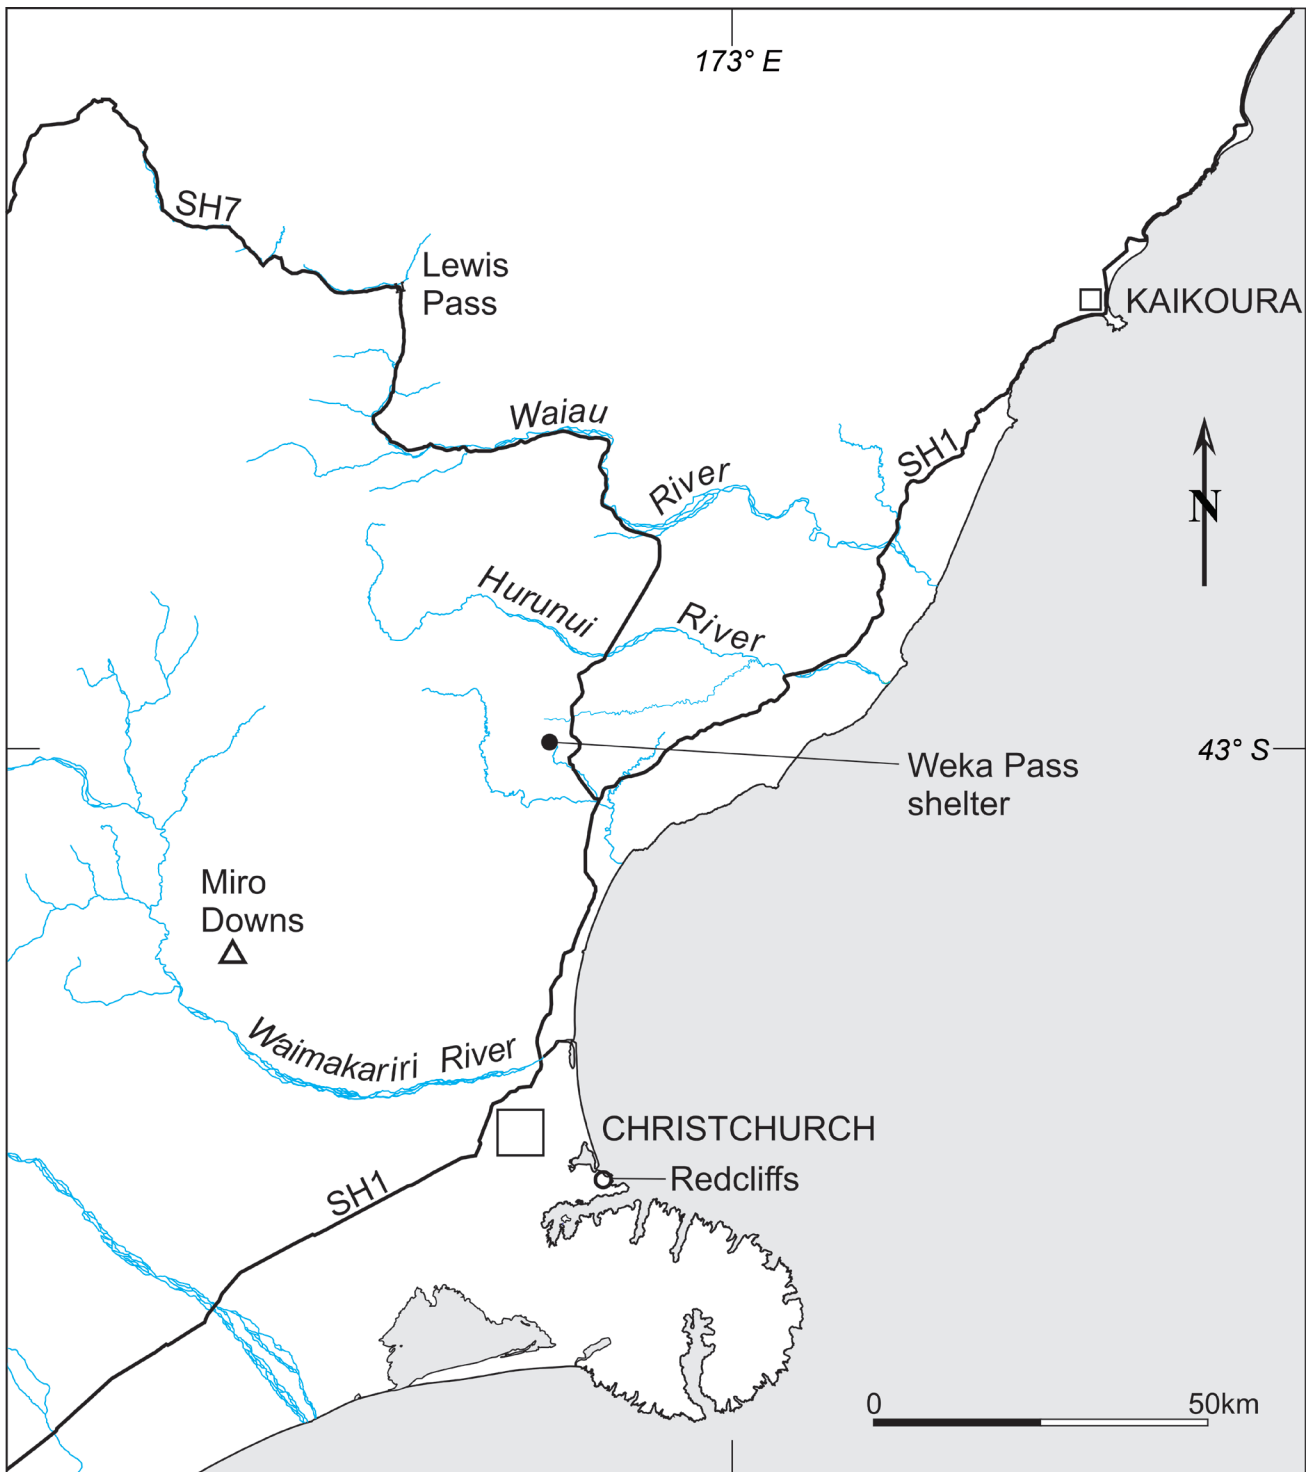 173° E
SH7
Lewis
Pass
KAIKOURA
Waiau
SH1
River
N
Hurunui
River
43° S
Weka Pass
shelter
Miro
Downs
Waimakariri River
CHRISTCHURCH
Redcliffs
SH1
0
50km